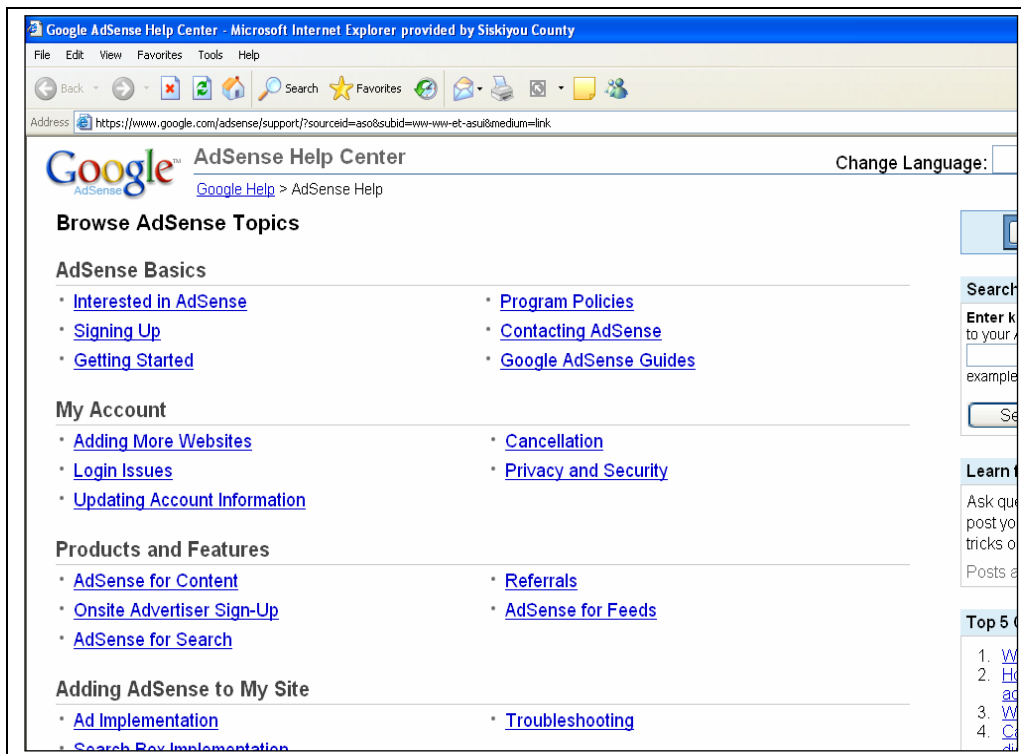 Google AdSense Help Center - Microsoft Internet Explorer provided by Siskiyou County
File Edit View Favorites Tools Help
Back Search Favorites
Address https://www.google.com/adsense/support/?sourceid=aso&subid=ww-ww-et-asui&medium=link
Google™ AdSense
AdSense Help Center
Change Language:
Google Help > AdSense Help
Browse AdSense Topics
AdSense Basics
· Interested in AdSense
· Signing Up
· Getting Started
· Program Policies
· Contacting AdSense
· Google AdSense Guides
My Account
· Adding More Websites
· Login Issues
· Updating Account Information
· Cancellation
· Privacy and Security
Products and Features
· AdSense for Content
· Onsite Advertiser Sign-Up
· AdSense for Search
· Referrals
· AdSense for Feeds
Adding AdSense to My Site
· Ad Implementation
· Search Box Implementation
· Troubleshooting
Search
Enter
to your
example
Learn
Ask
post
tricks
Posts
Top 5
1.
2.
3.
4.